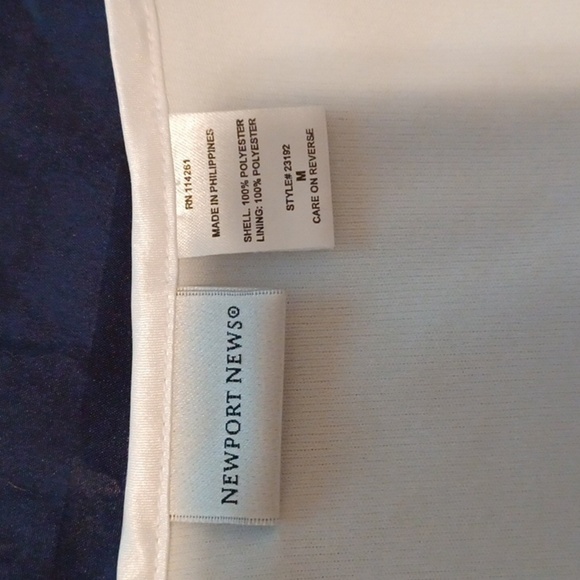 RN 114261
MADE IN PHILIPPINES
SHELL: 100% POLYESTER
LINING: 100% POLYESTER
STYLE# 23192
M
CARE ON REVERSE
NEWPORT NEWS®